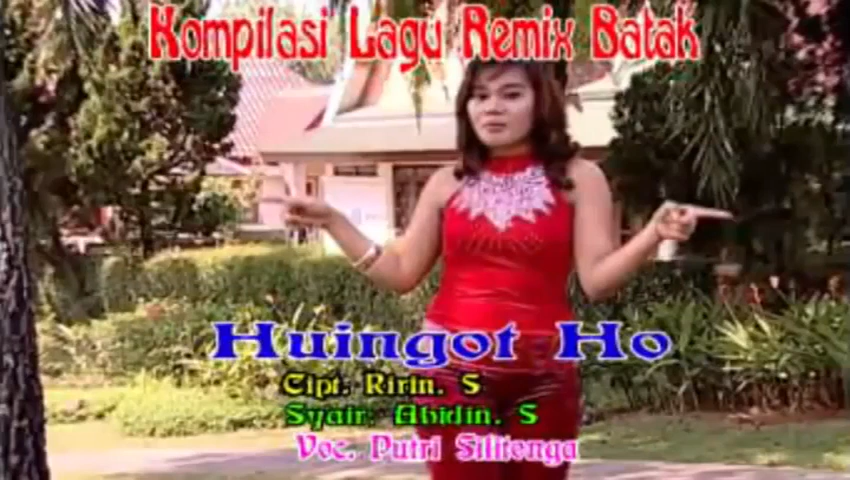 Kompilasi Lagu Remix Batak
Huingot Ho
Cipt. Ririn. S
Syair: Abidin. S
Voc. Putri Silitonga